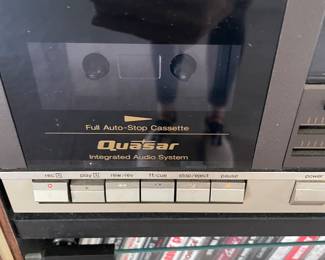 Full Auto-Stop Cassette
Quasar
Integrated Audio System
rec play rew/rev ff/cue stop/eject pause
power